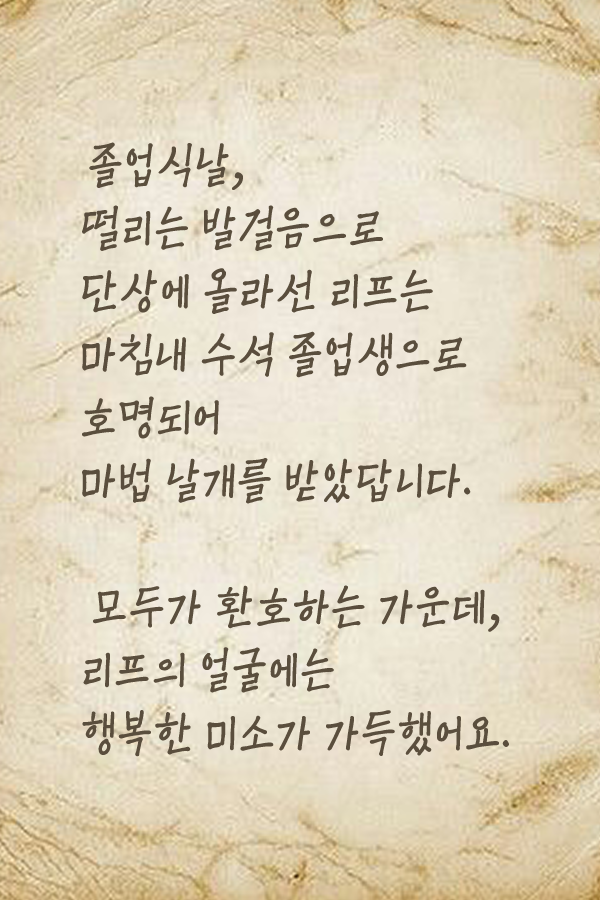 졸업식날,
떨리는 발걸음으로
단상에 올라선 리프는
마침내 수석 졸업생으로
호명되어
마법 날개를 받았답니다.
모두가 환호하는 가운데,
리프의 얼굴에는
행복한 미소가 가득했어요.